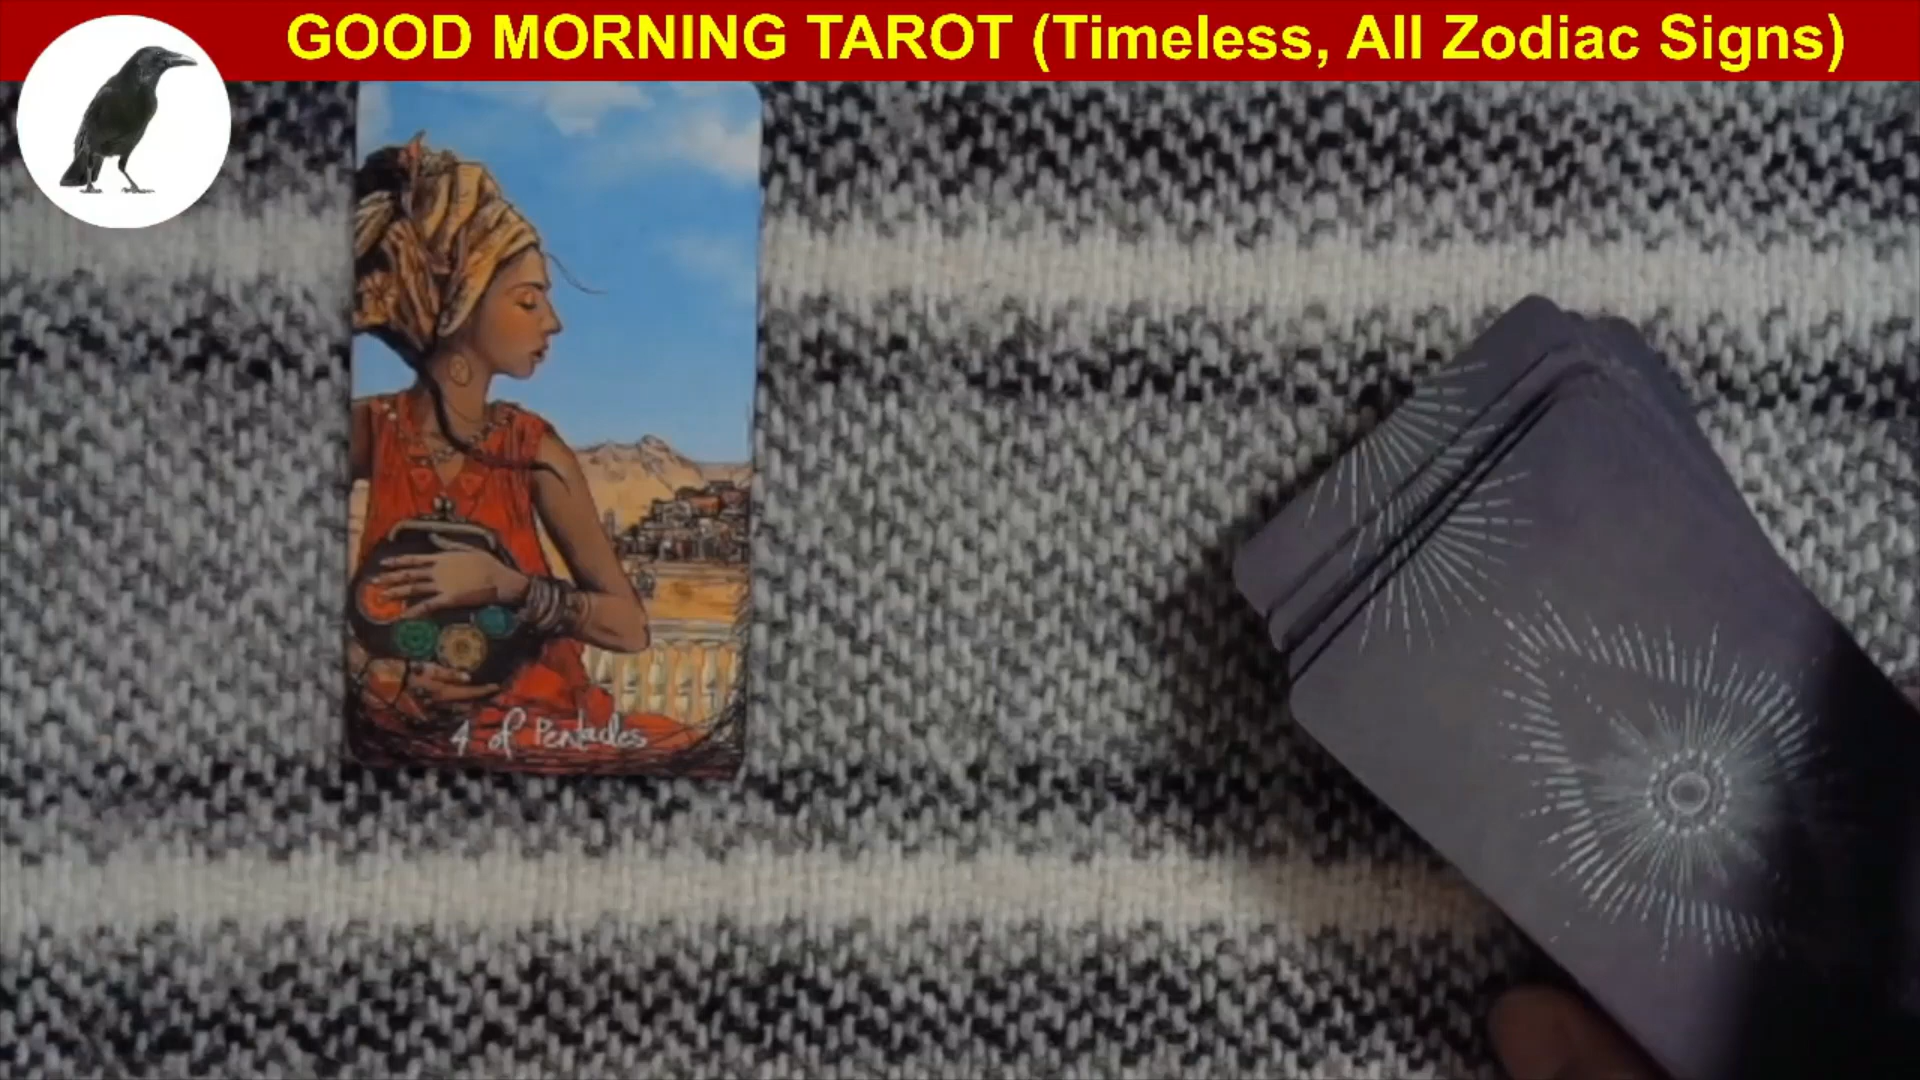 GOOD MORNING TAROT (Timeless, All Zodiac Signs)
4 of Pentacles